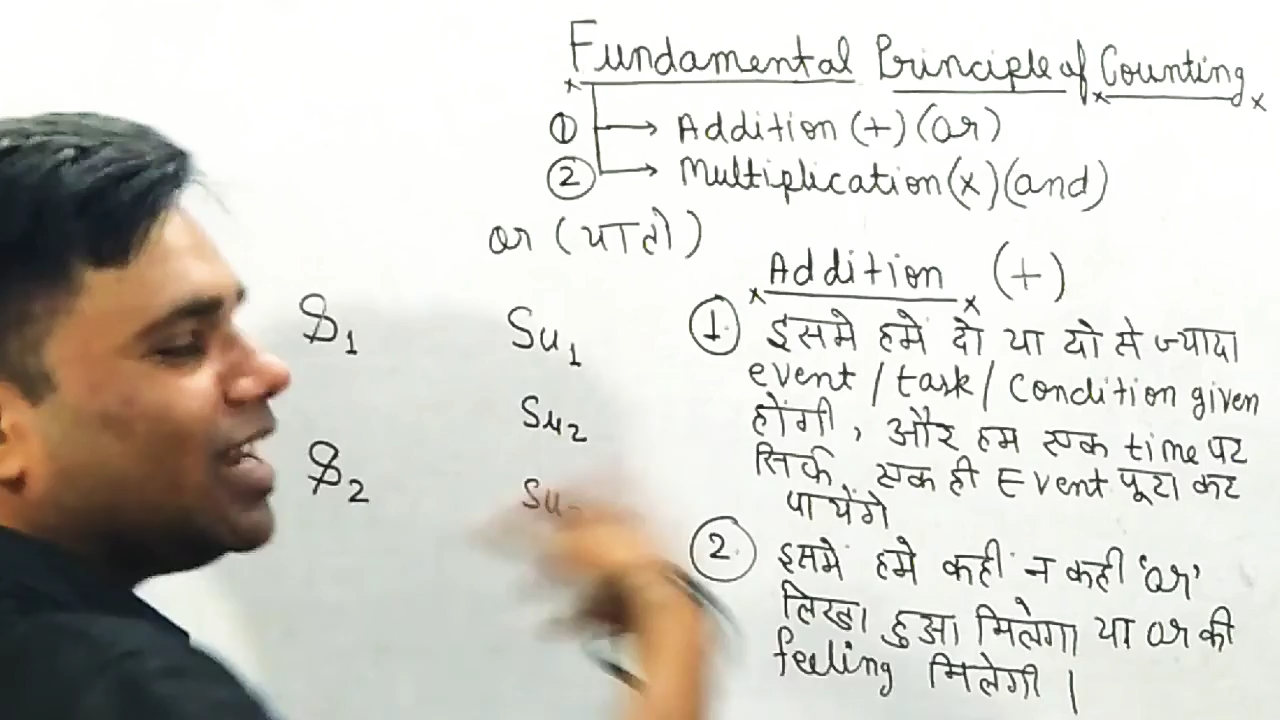 Fundamental Principle of Counting
① → Addition (+) (or)
② → Multiplication (x) (and)
or (या तो)
Addition (+)
① इसमे हमें दो या दो से ज्यादा
event / task / Condition given
होंगी, और हम एक time पर
सिर्फ एक ही Event पूरा कर
पायेंगे
② इसमे हमे कही न कही 'or'
लिखा हुआ मिलेगा या or की
feeling मिलेगी ।
S1
S2
Su1
Su2
Su